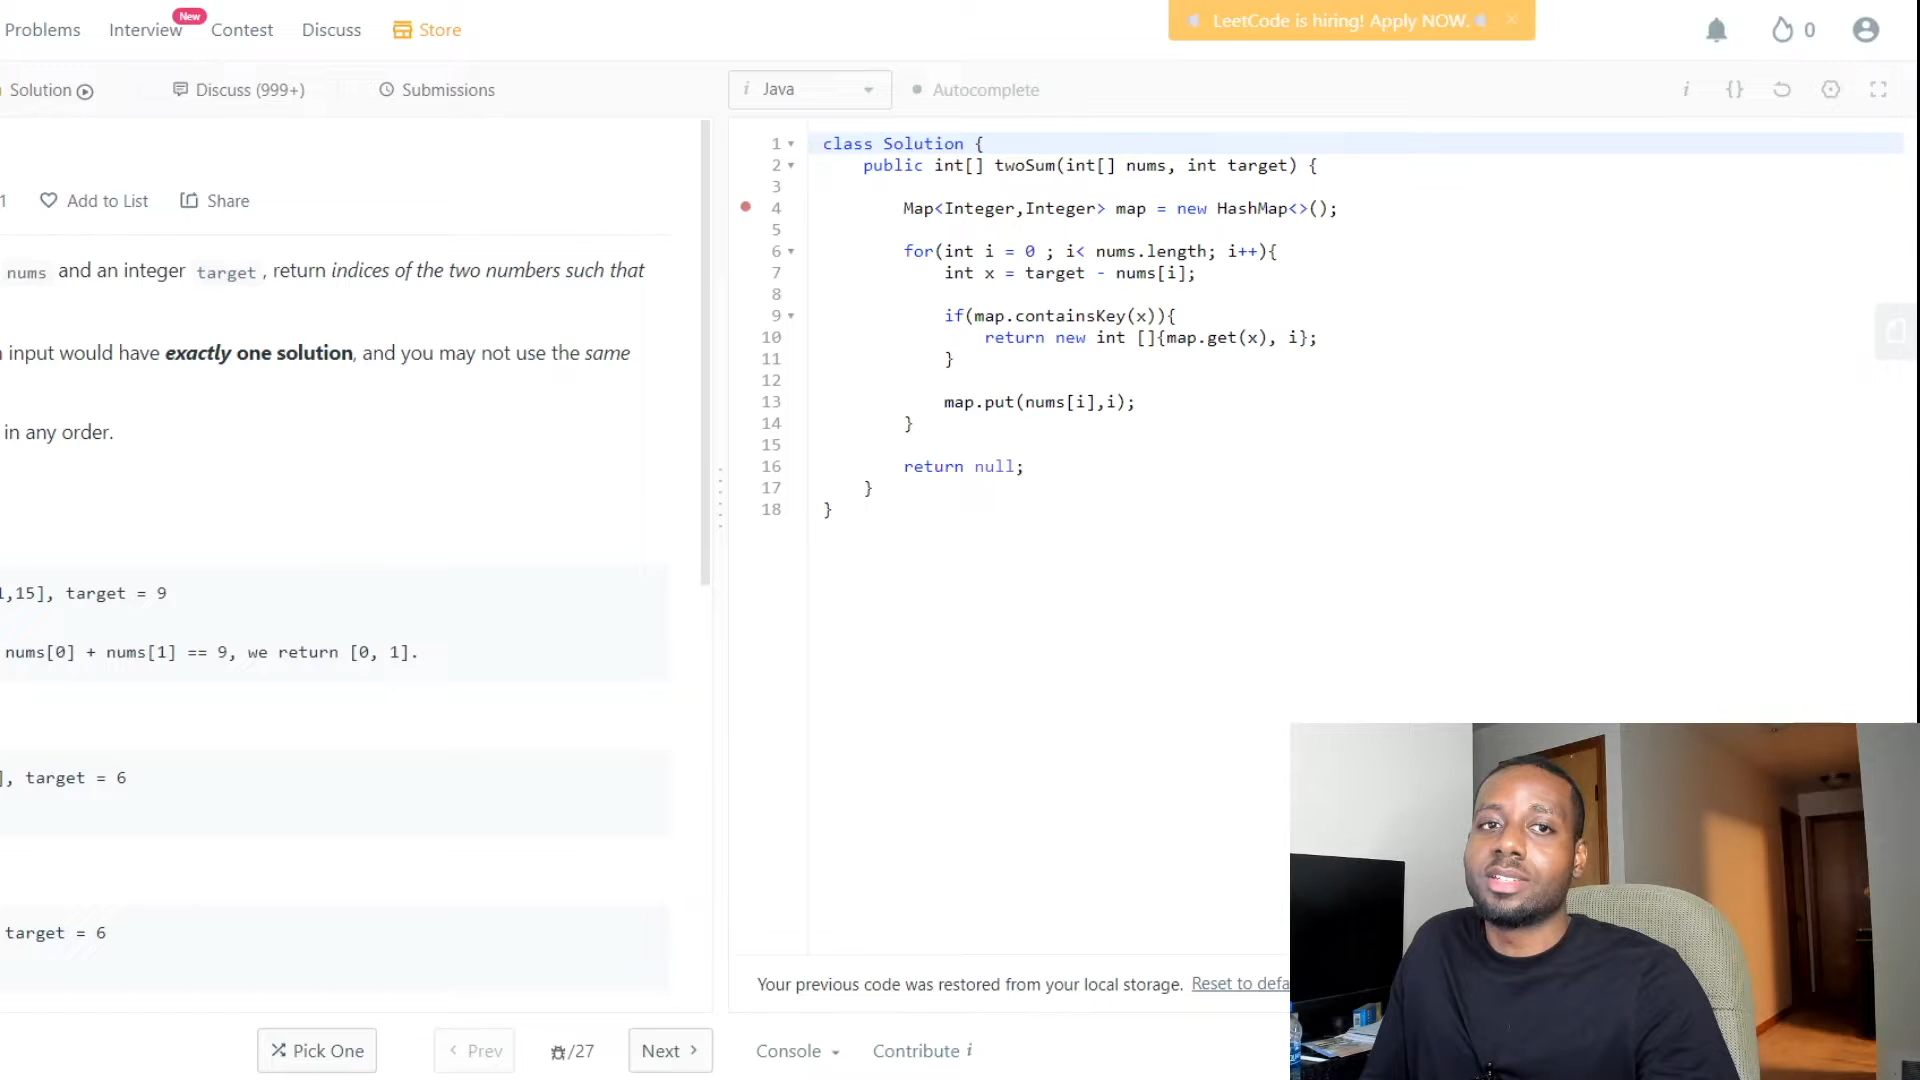 Problems Interview New Contest Discuss Store
LeetCode is hiring! Apply NOW.
0
Solution Discuss (999+) Submissions
i Java Autocomplete i {}
1 Add to List Share
nums and an integer target, return indices of the two numbers such that
input would have exactly one solution, and you may not use the same
in any order.
,15], target = 9
nums[0] + nums[1] == 9, we return [0, 1].
], target = 6
target = 6
Pick One Prev /27 Next
1 class Solution {
2 public int[] twoSum(int[] nums, int target) {
3
4 Map<Integer,Integer> map = new HashMap<>();
5
6 for(int i = 0 ; i< nums.length; i++){
7 int x = target - nums[i];
8
9 if(map.containsKey(x)){
10 return new int []{map.get(x), i};
11 }
12
13 map.put(nums[i],i);
14 }
15
16 return null;
17 }
18 }
Your previous code was restored from your local storage. Reset to defa
Console Contribute i